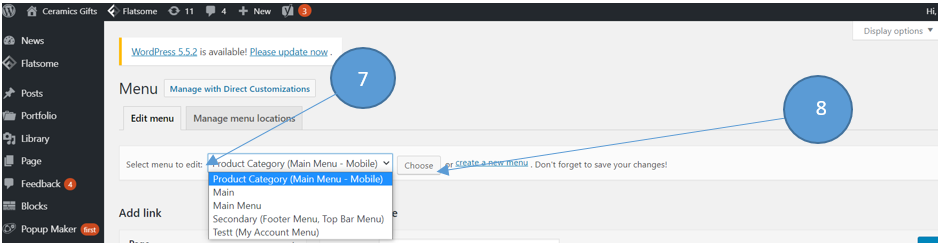 Ceramics Gifts Flatsome 11 4 + New 3 Hi,
Display options ▼
News
WordPress 5.5.2 is available! Please update now .
Flatsome
7
Menu Manage with Direct Customizations
Posts
8
Portfolio
Edit menu Manage menu locations
Library
Page
Select menu to edit: Product Category (Main Menu - Mobile) Choose or create a new menu , Don't forget to save your changes!
Feedback 4
Product Category (Main Menu - Mobile)
Main
Blocks
Main Menu
Secondary (Footer Menu, Top Bar Menu)
Add link
Popup Maker first
Testt (My Account Menu)